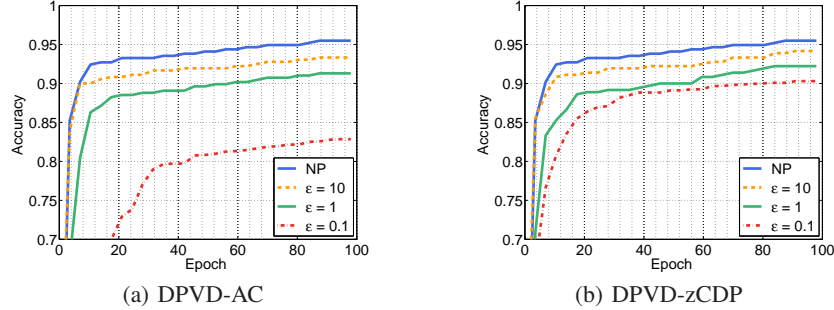 1
0.95
0.9
0.85
0.8
0.75
0.7
0 20 40 60 80 100
Accuracy
Epoch
NP
ε = 10
ε = 1
ε = 0.1
(a) DPVD-AC
1
0.95
0.9
0.85
0.8
0.75
0.7
0 20 40 60 80 100
Accuracy
Epoch
NP
ε = 10
ε = 1
ε = 0.1
(b) DPVD-zCDP